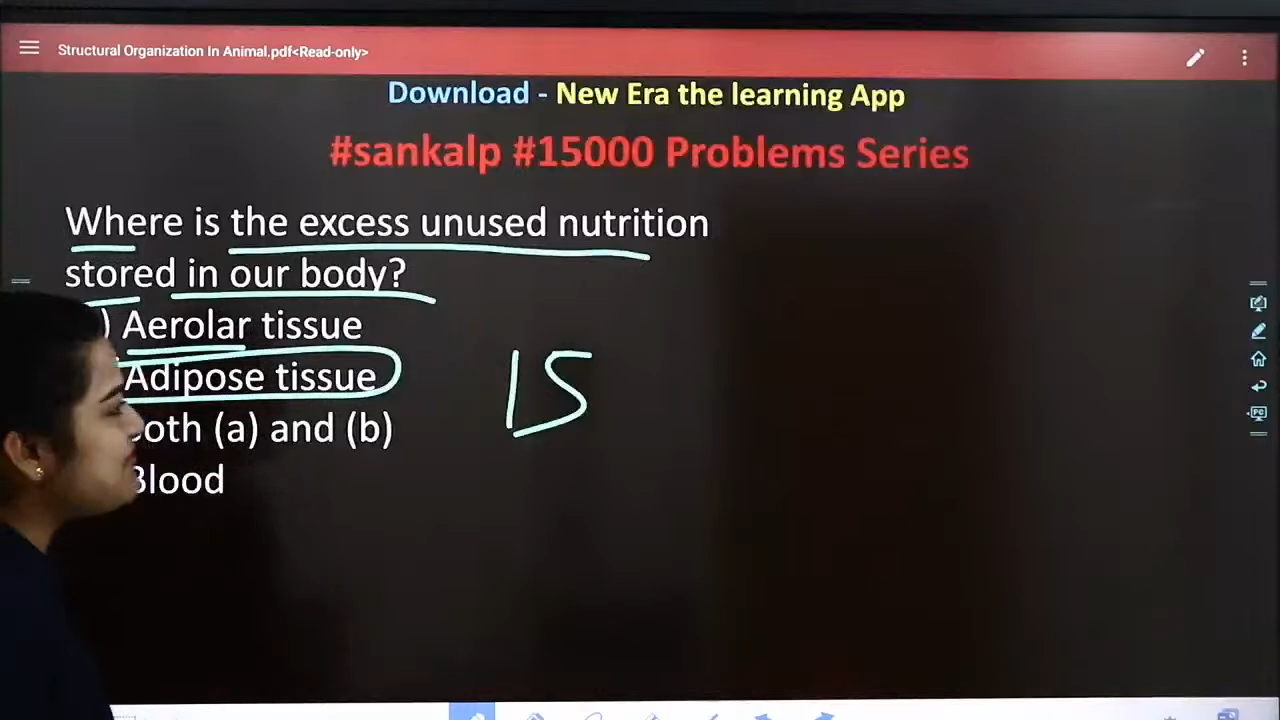 Structural Organization In Animal.pdf<Read-only>
Download - New Era the learning App
#sankalp #15000 Problems Series
Where is the excess unused nutrition
stored in our body?
) Aerolar tissue
Adipose tissue
15
(a) and (b)
Blood
PC